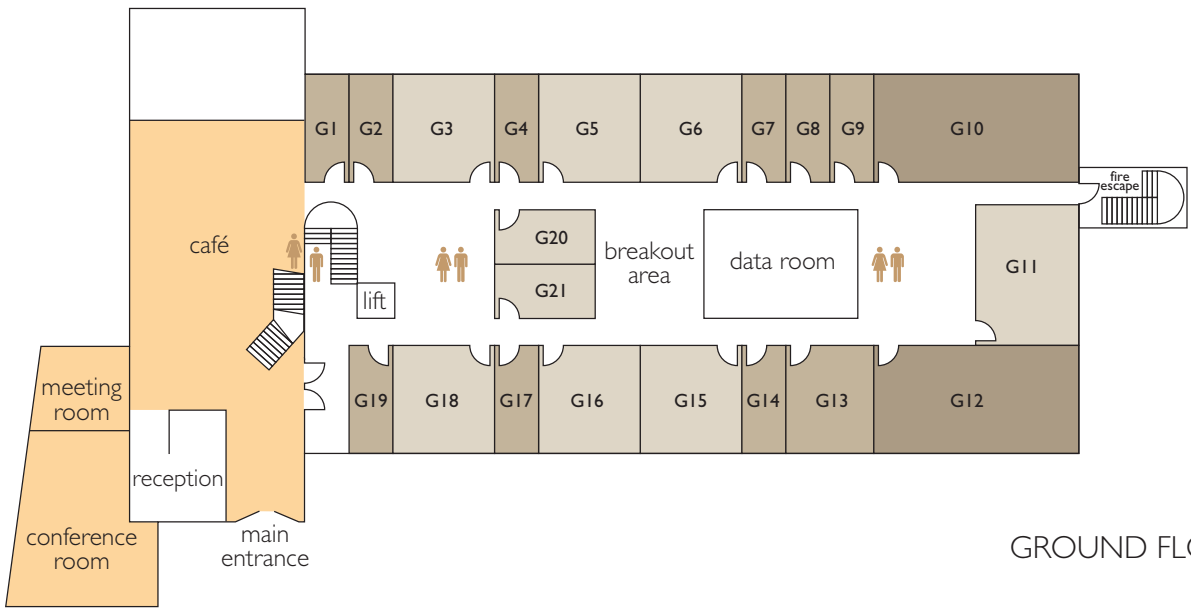 G1
G2
G3
G4
G5
G6
G7
G8
G9
G10
fire
escape
café
G20
G21
breakout
area
data room
G11
lift
meeting
room
G19
G18
G17
G16
G15
G14
G13
G12
reception
conference
room
main
entrance
GROUND FLO